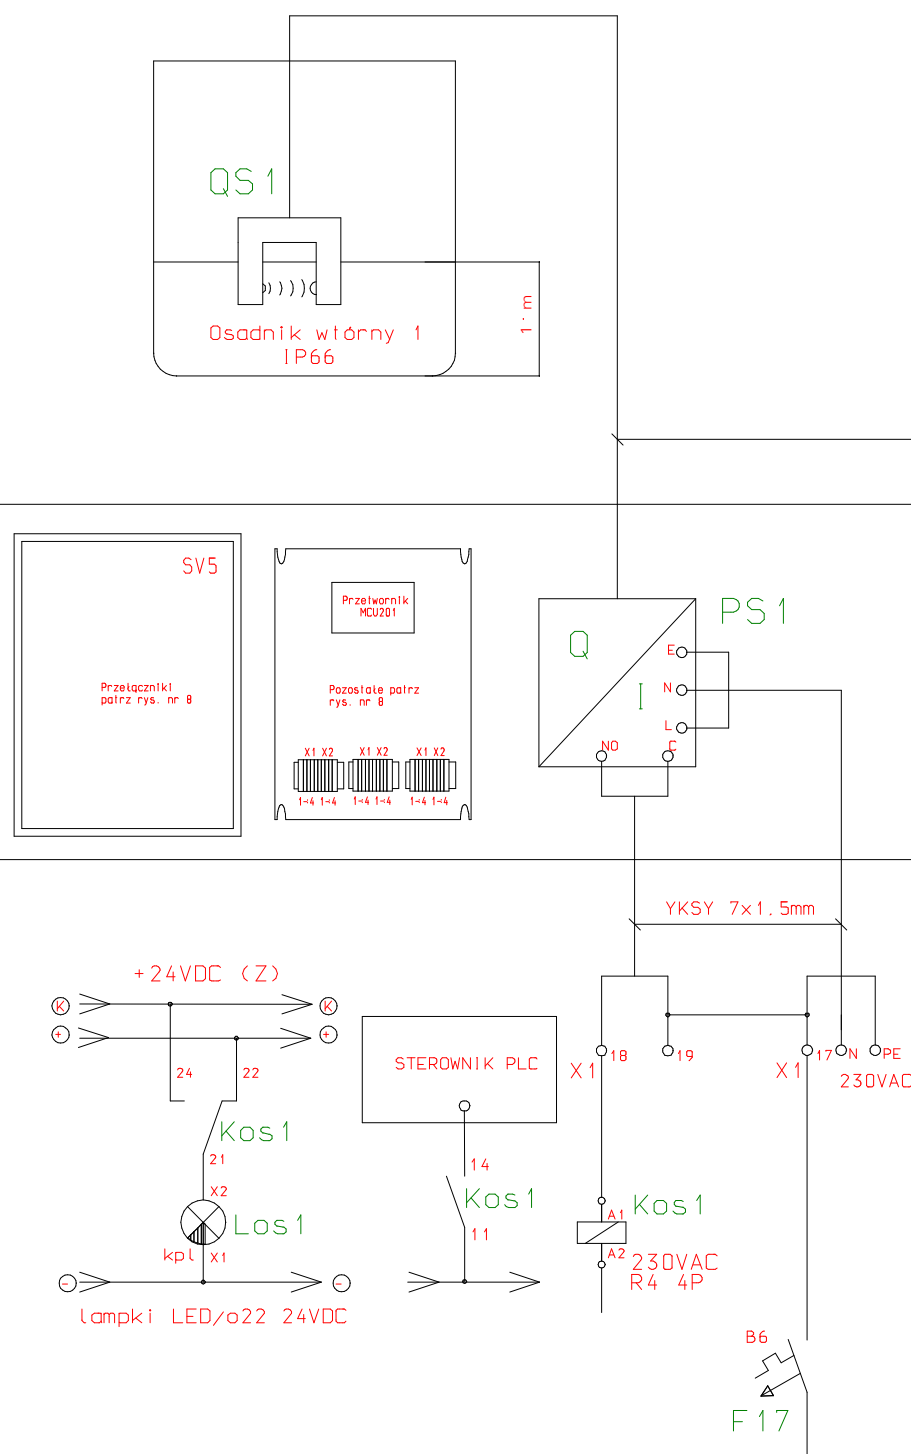 QS1
Osadnik wtórny 1
IP66
1 m
SV5
Przełączniki
patrz rys. nr 8
Przetwornik
MCU201
Pozostałe patrz
rys. nr 8
X1 X2
X1 X2
X1 X2
1-4 1-4
1-4 1-4
1-4 1-4
PS1
Q
I
E
N
L
NO
C
YKSY 7x1.5mm
+24VDC (Z)
K
K
+
+
24
22
Kos1
21
X2
Los1
kpl
X1
-
-
lampki LED/o22 24VDC
STEROWNIK PLC
14
Kos1
11
X1
18
19
X1
17
N
PE
230VAC
Kos1
A1
A2
230VAC
R4 4P
B6
F17